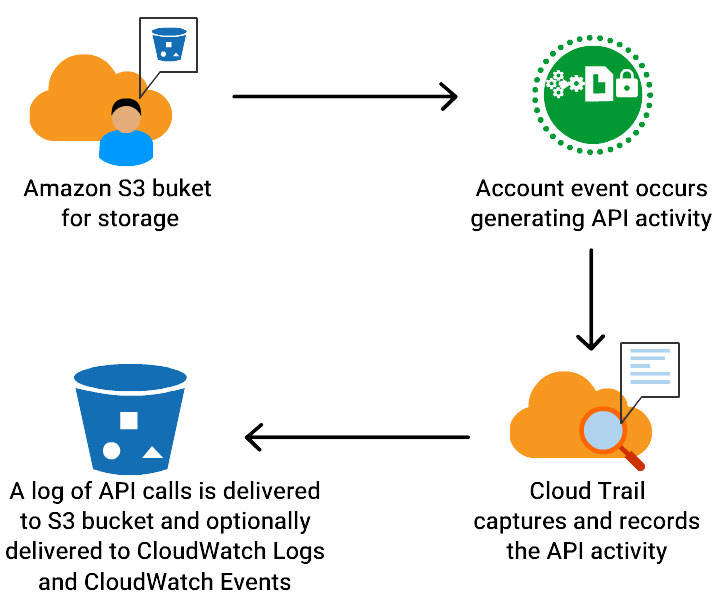 Amazon S3 buket
for storage
Account event occurs
generating API activity
Cloud Trail
captures and records
the API activity
A log of API calls is delivered
to S3 bucket and optionally
delivered to CloudWatch Logs
and CloudWatch Events